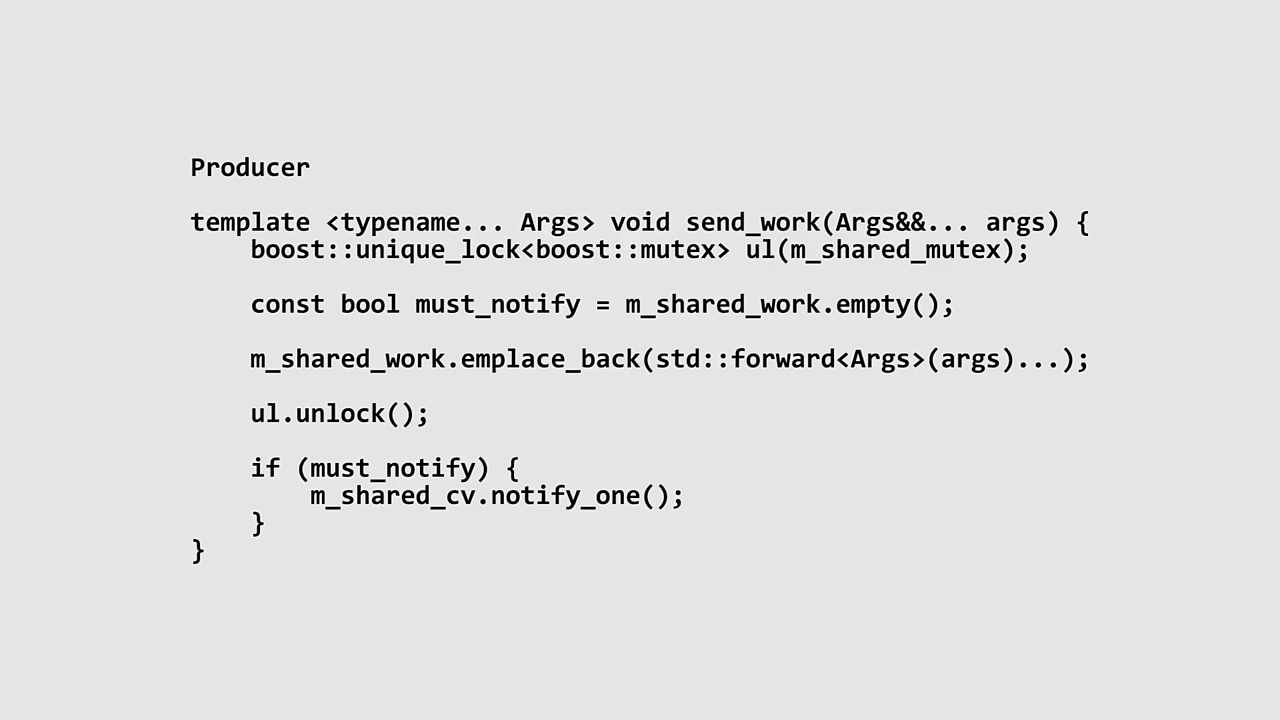 Producer
template <typename... Args> void send_work(Args&&... args) {
    boost::unique_lock<boost::mutex> ul(m_shared_mutex);
    const bool must_notify = m_shared_work.empty();
    m_shared_work.emplace_back(std::forward<Args>(args)...);
    ul.unlock();
    if (must_notify) {
        m_shared_cv.notify_one();
    }
}